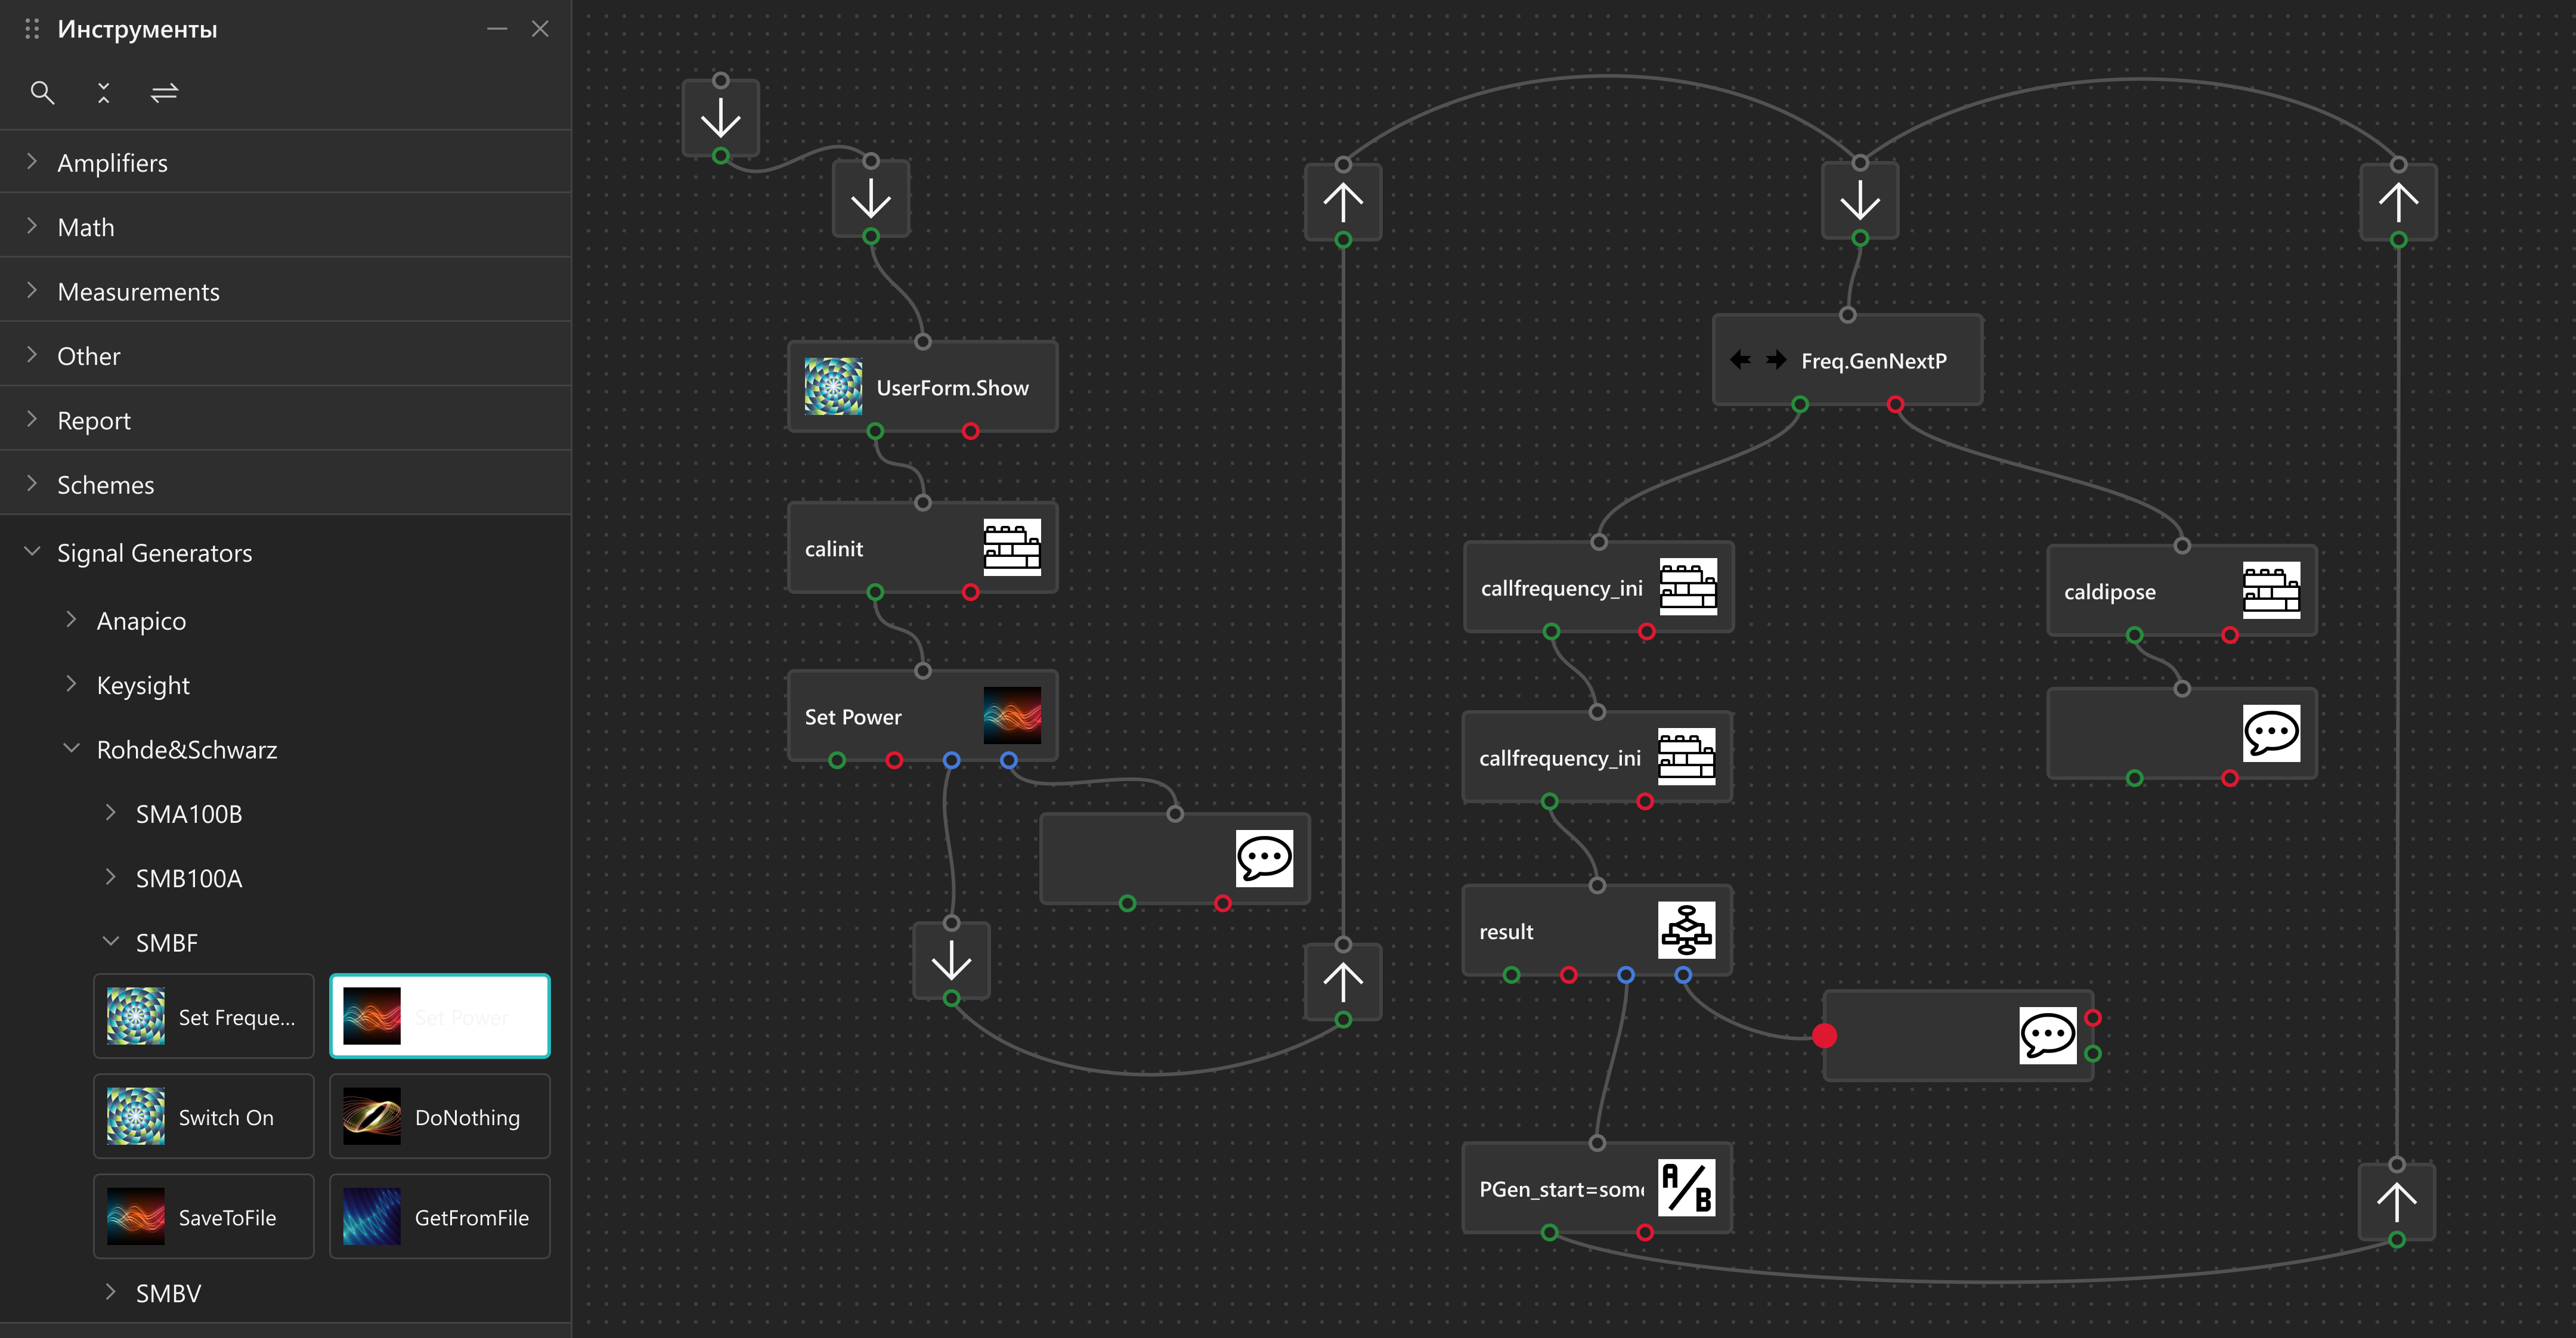 Инструменты
Amplifiers
Math
Measurements
Other
Report
Schemes
Signal Generators
Anapico
Keysight
Rohde&Schwarz
SMA100B
SMB100A
SMBF
Set Freque...
Set Power
Switch On
DoNothing
SaveToFile
GetFromFile
SMBV
UserForm.Show
calinit
Set Power
Freq.GenNextP
callfrequency_ini
callfrequency_ini
result
PGen_start=som
A/B
caldipose